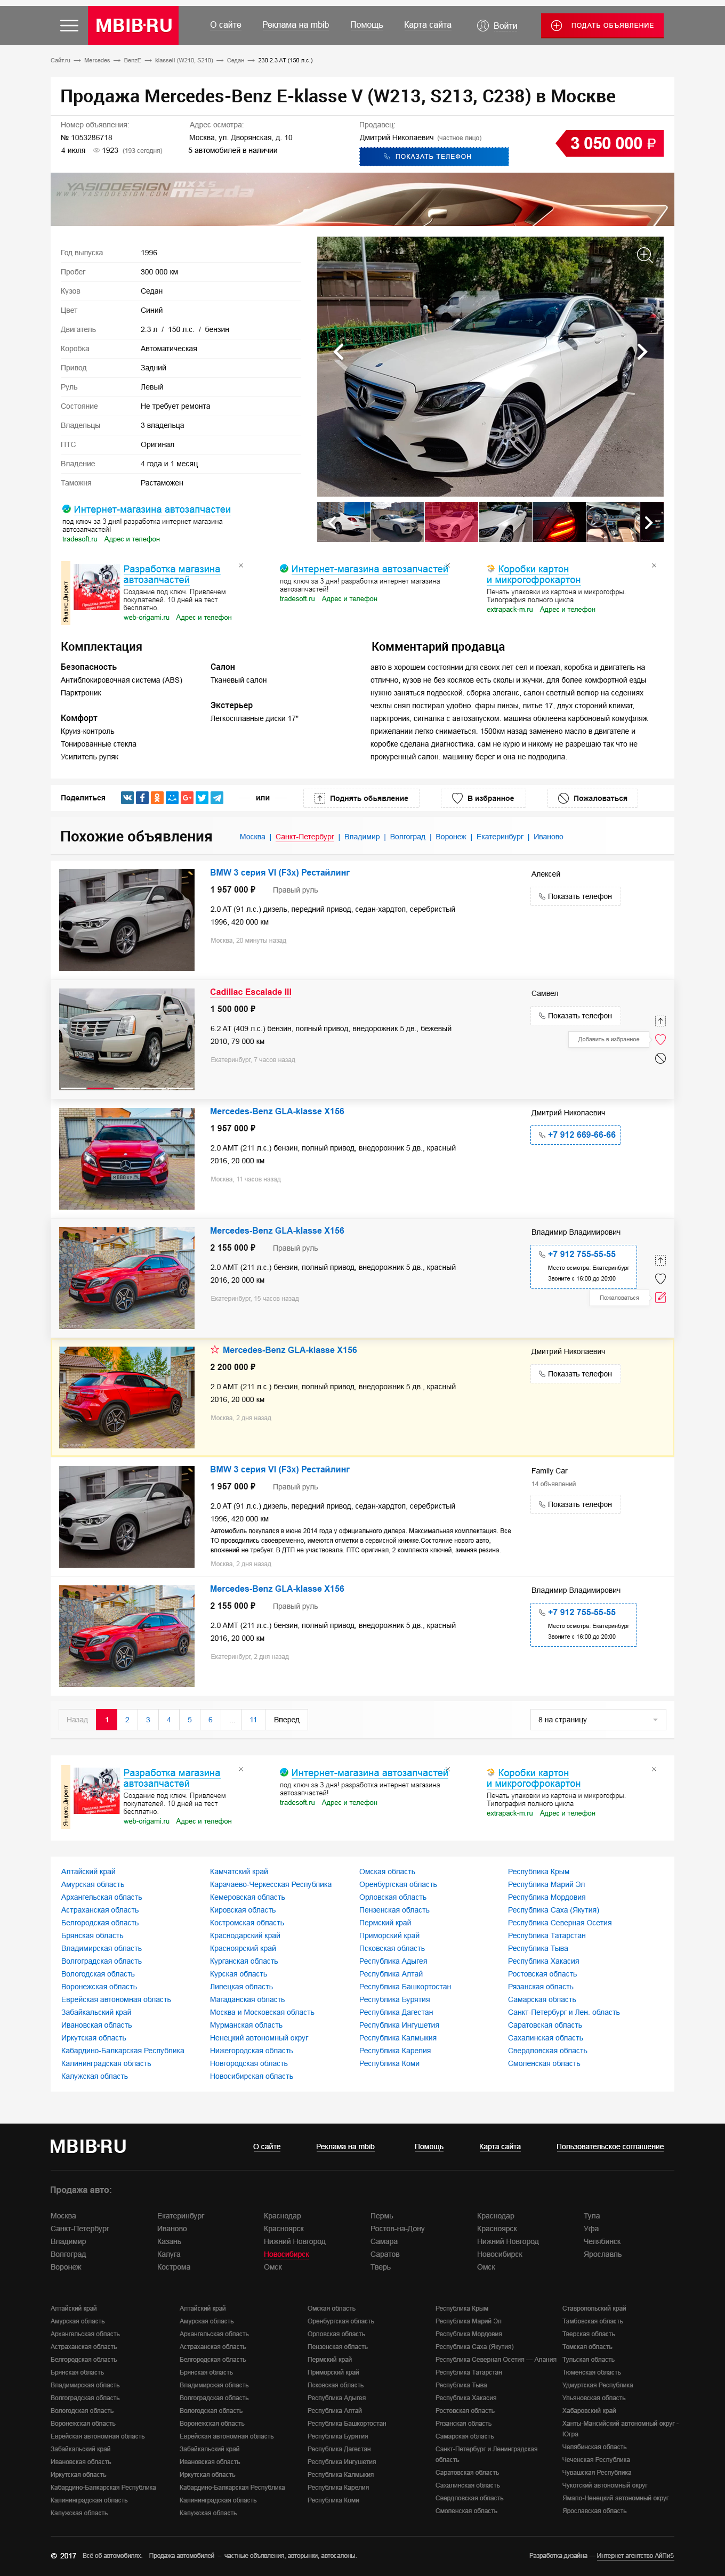 MBIB·RU
О сайте
Реклама на mbib
Помощь
Карта сайта
Войти
ПОДАТЬ ОБЪЯВЛЕНИЕ
Сайт.ru → Mercedes → BenzE → klasseII (W210, S210) → Седан → 230 2.3 AT (150 л.с.)
Продажа Mercedes-Benz E-klasse V (W213, S213, C238) в Москве
Номер объявления:
№ 1053286718
4 июля 1923 (193 сегодня)
Адрес осмотра:
Москва, ул. Дворянская, д. 10
5 автомобилей в наличии
Продавец:
Дмитрий Николаевич (частное лицо)
ПОКАЗАТЬ ТЕЛЕФОН
3 050 000 ₽
YASIDDESIGN
WWW.YASIDDESIGN.COM
mazda
Год выпуска 1996
Пробег 300 000 км
Кузов Седан
Цвет Синий
Двигатель 2.3 л / 150 л.с. / бензин
Коробка Автоматическая
Привод Задний
Руль Левый
Состояние Не требует ремонта
Владельцы 3 владельца
ПТС Оригинал
Владение 4 года и 1 месяц
Таможня Растаможен
Интернет-магазина автозапчастеи
под ключ за 3 дня! разработка интернет магазина
автозапчастей!
tradesoft.ru Адрес и телефон
Яндекс.Директ
Разработка магазина
автозапчастей
Создание под ключ. Привлечем
покупателей. 10 дней на тест
бесплатно.
web-origami.ru Адрес и телефон
Интернет-магазина автозапчастей
под ключ за 3 дня! разработка интернет магазина
автозапчастей!
tradesoft.ru Адрес и телефон
Коробки картон
и микрогофрокартон
Печать упаковки из картона и микрогофры.
Типография полного цикла
extrapack-m.ru Адрес и телефон
Комплектация
Безопасность
Антиблокировочная система (ABS)
Парктроник
Комфорт
Круиз-контроль
Тонированные стекла
Усилитель руляк
Салон
Тканевый салон
Экстерьер
Легкосплавные диски 17"
Комментарий продавца
авто в хорошем состоянии для своих лет сел и поехал, коробка и двигатель на
отлично, кузов не без косяков есть сколы и жучки. для более комфортной езды
нужно заняться подвеской. сборка элеганс, салон светлый велюр на сидениях
чехлы снял постирал удобно. фары линзы, литье 17, двух стороний климат,
парктроник, сигналка с автозапуском. машина обклеена карбоновый комуфляж
прижелании легко снимаеться. 1500км назад заменено масло в двигателе и
коробке сделана диагностика. сам не курю и никому не разрешаю так что не
прокуренный салон. машинку берег и она не подводила.
Поделиться
или
Поднять объявление
В избранное
Пожаловаться
Похожие объявления
Москва | Санкт-Петербург | Владимир | Волгоград | Воронеж | Екатеринбург | Иваново
BMW 3 серия VI (F3x) Рестайлинг
1 957 000 ₽ Правый руль
2.0 AT (91 л.с.) дизель, передний привод, седан-хардтоп, серебристый
1996, 420 000 км
Москва, 20 минуты назад
Алексей
Показать телефон
Cadillac Escalade III
1 500 000 ₽
6.2 AT (409 л.с.) бензин, полный привод, внедорожник 5 дв., бежевый
2010, 79 000 км
Екатеринбург, 7 часов назад
Самвел
Показать телефон
Добавить в избранное
Mercedes-Benz GLA-klasse X156
1 957 000 ₽
2.0 AMT (211 л.с.) бензин, полный привод, внедорожник 5 дв., красный
2016, 20 000 км
Москва, 11 часов назад
Дмитрий Николаевич
+7 912 669-66-66
Mercedes-Benz GLA-klasse X156
2 155 000 ₽ Правый руль
2.0 AMT (211 л.с.) бензин, полный привод, внедорожник 5 дв., красный
2016, 20 000 км
Екатеринбург, 15 часов назад
Владимир Владимирович
+7 912 755-55-55
Место осмотра: Екатеринбург
Звоните с 16:00 до 20:00
Пожаловаться
Mercedes-Benz GLA-klasse X156
2 200 000 ₽
2.0 AMT (211 л.с.) бензин, полный привод, внедорожник 5 дв., красный
2016, 20 000 км
Москва, 2 дня назад
Дмитрий Николаевич
Показать телефон
BMW 3 серия VI (F3x) Рестайлинг
1 957 000 ₽ Правый руль
2.0 AT (91 л.с.) дизель, передний привод, седан-хардтоп, серебристый
1996, 420 000 км
Автомобиль покупался в июне 2014 года у официального дилера. Максимальная комплектация. Все
ТО проводились своевременно, имеются отметки в сервисной книжке.Состояние нового авто,
вложений не требует. В ДТП не участвовала. ПТС оригинал, 2 комплекта ключей, зимняя резина.
Москва, 2 дня назад
Family Car
14 объявлений
Показать телефон
Mercedes-Benz GLA-klasse X156
2 155 000 ₽ Правый руль
2.0 AMT (211 л.с.) бензин, полный привод, внедорожник 5 дв., красный
2016, 20 000 км
Екатеринбург, 2 дня назад
Владимир Владимирович
+7 912 755-55-55
Место осмотра: Екатеринбург
Звоните с 16:00 до 20:00
Назад 1 2 3 4 5 6 ... 11 Вперед
8 на страницу
Яндекс.Директ
Разработка магазина
автозапчастей
Создание под ключ. Привлечем
покупателей. 10 дней на тест
бесплатно.
web-origami.ru Адрес и телефон
Интернет-магазина автозапчастей
под ключ за 3 дня! разработка интернет магазина
автозапчастей!
tradesoft.ru Адрес и телефон
Коробки картон
и микрогофрокартон
Печать упаковки из картона и микрогофры.
Типография полного цикла
extrapack-m.ru Адрес и телефон
Алтайский край
Амурская область
Архангельская область
Астраханская область
Белгородская область
Брянская область
Владимирская область
Волгоградская область
Вологодская область
Воронежская область
Еврейская автономная область
Забайкальский край
Ивановская область
Иркутская область
Кабардино-Балкарская Республика
Калининградская область
Калужская область
Камчатский край
Карачаево-Черкесская Республика
Кемеровская область
Кировская область
Костромская область
Краснодарский край
Красноярский край
Курганская область
Курская область
Липецкая область
Магаданская область
Москва и Московская область
Мурманская область
Ненецкий автономный округ
Нижегородская область
Новгородская область
Новосибирская область
Омская область
Оренбургская область
Орловская область
Пензенская область
Пермский край
Приморский край
Псковская область
Республика Адыгея
Республика Алтай
Республика Башкортостан
Республика Бурятия
Республика Дагестан
Республика Ингушетия
Республика Калмыкия
Республика Карелия
Республика Коми
Республика Крым
Республика Марий Эл
Республика Мордовия
Республика Саха (Якутия)
Республика Северная Осетия
Республика Татарстан
Республика Тыва
Республика Хакасия
Ростовская область
Рязанская область
Самарская область
Санкт-Петербург и Лен. область
Саратовская область
Сахалинская область
Свердловская область
Смоленская область
MBIB·RU
О сайте
Реклама на mbib
Помощь
Карта сайта
Пользовательское соглашение
Продажа авто:
Москва
Санкт-Петербург
Владимир
Волгоград
Воронеж
Екатеринбург
Иваново
Казань
Калуга
Кострома
Краснодар
Красноярск
Нижний Новгород
Новосибирск
Омск
Пермь
Ростов-на-Дону
Самара
Саратов
Тверь
Краснодар
Красноярск
Нижний Новгород
Новосибирск
Омск
Тула
Уфа
Челябинск
Ярославль
Алтайский край
Амурская область
Архангельская область
Астраханская область
Белгородская область
Брянская область
Владимирская область
Волгоградская область
Вологодская область
Воронежская область
Еврейская автономная область
Забайкальский край
Ивановская область
Иркутская область
Кабардино-Балкарская Республика
Калининградская область
Калужская область
Алтайский край
Амурская область
Архангельская область
Астраханская область
Белгородская область
Брянская область
Владимирская область
Волгоградская область
Вологодская область
Воронежская область
Еврейская автономная область
Забайкальский край
Ивановская область
Иркутская область
Кабардино-Балкарская Республика
Калининградская область
Калужская область
Омская область
Оренбургская область
Орловская область
Пензенская область
Пермский край
Приморский край
Псковская область
Республика Адыгея
Республика Алтай
Республика Башкортостан
Республика Бурятия
Республика Дагестан
Республика Ингушетия
Республика Калмыкия
Республика Карелия
Республика Коми
Республика Крым
Республика Марий Эл
Республика Мордовия
Республика Саха (Якутия)
Республика Северная Осетия — Алания
Республика Татарстан
Республика Тыва
Республика Хакасия
Ростовская область
Рязанская область
Самарская область
Санкт-Петербург и Ленинградская
область
Саратовская область
Сахалинская область
Свердловская область
Смоленская область
Ставропольский край
Тамбовская область
Тверская область
Томская область
Тульская область
Тюменская область
Удмуртская Республика
Ульяновская область
Хабаровский край
Ханты-Мансийский автономный округ -
Югра
Челябинская область
Чеченская Республика
Чувашская Республика
Чукотский автономный округ
Ямало-Ненецкий автономный округ
Ярославская область
© 2017 Всё об автомобилях. Продажа автомобилей – частные объявления, авторынки, автосалоны.
Разработка дизайна — Интернет агентство АйПиб